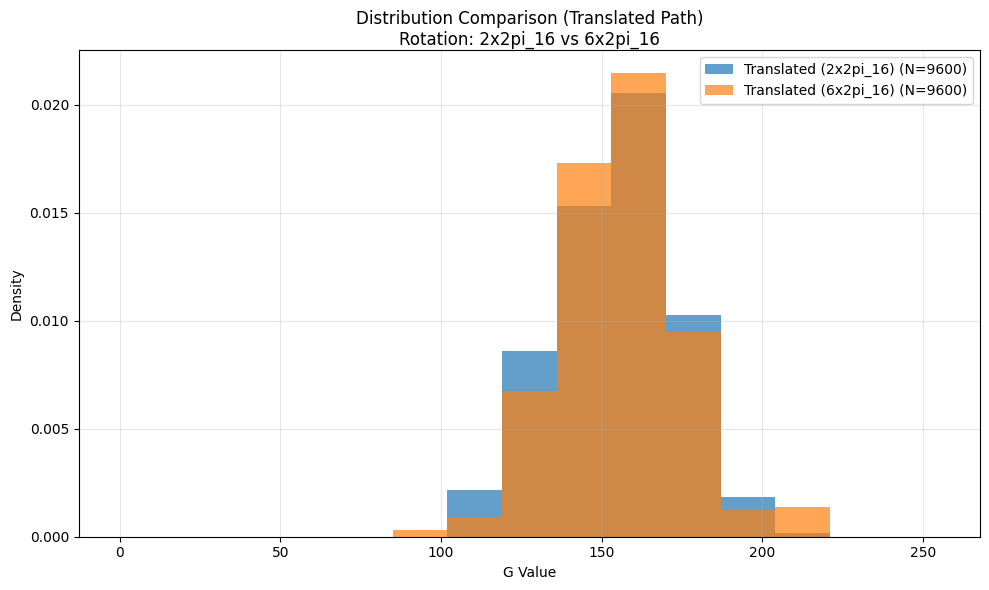 Distribution Comparison (Translated Path)
Rotation: 2x2pi_16 vs 6x2pi_16
Translated (2x2pi_16) (N=9600)
Translated (6x2pi_16) (N=9600)
0.020
0.015
0.010
0.005
0.000
Density
0 50 100 150 200 250
G Value